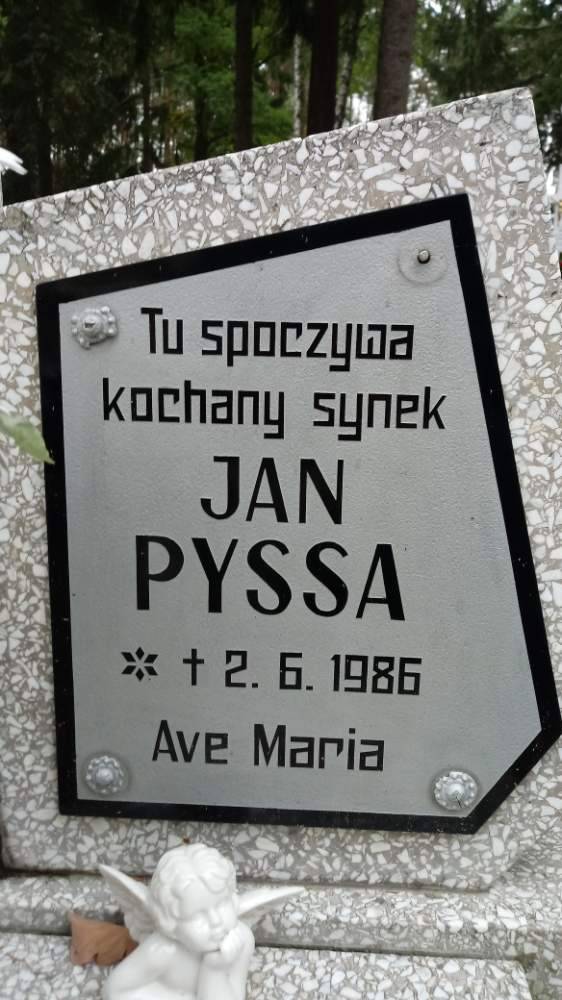 Tu spoczywa
kochany synek
JAN
PYSSA
* † 2. 6. 1986
Ave Maria